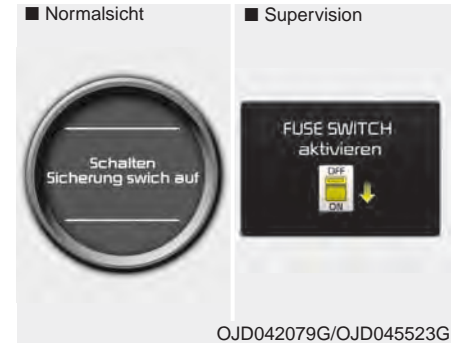 ■ Normalsicht
■ Supervision
Schalten
Sicherung swich auf
FUSE SWITCH
aktivieren
OFF
ON
OJD042079G/OJD045523G